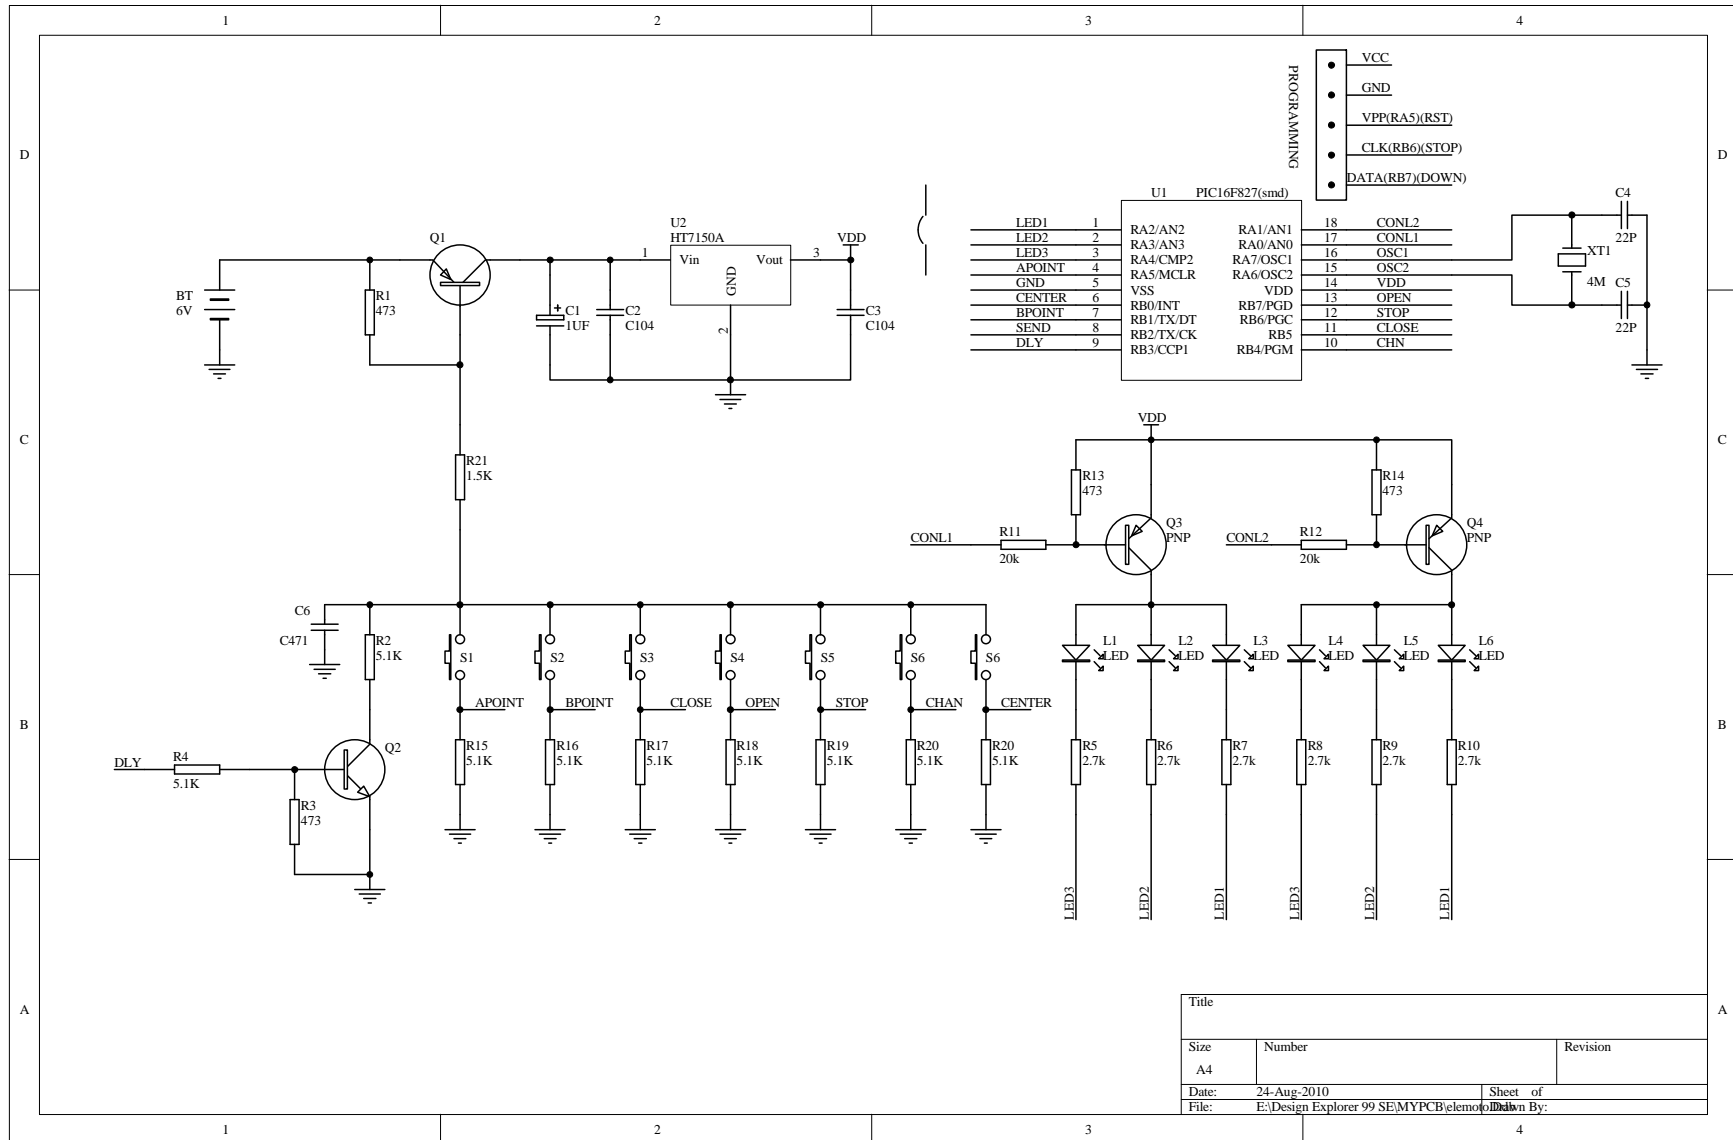 1 2 3 4
D D
C C
B B
A A
PROGRAMMING
VCC
GND
VPP(RA5)(RST)
CLK(RB6)(STOP)
DATA(RB7)(DOWN)
Q1
BT
6V
R1
473
C1
+
1UF
C2
C104
U2
HT7150A
1 Vin Vout 3
GND
2
VDD
C3
C104
U1 PIC16F827(smd)
LED1 1 RA2/AN2 RA1/AN1 18 CONL2
LED2 2 RA3/AN3 RA0/AN0 17 CONL1
LED3 3 RA4/CMP2 RA7/OSC1 16 OSC1
APOINT 4 RA5/MCLR RA6/OSC2 15 OSC2
GND 5 VSS VDD 14 VDD
CENTER 6 RB0/INT RB7/PGD 13 OPEN
BPOINT 7 RB1/TX/DT RB6/PGC 12 STOP
SEND 8 RB2/TX/CK RB5 11 CLOSE
DLY 9 RB3/CCP1 RB4/PGM 10 CHN
C4
22P
XT1
4M
C5
22P
R21
1.5K
VDD
R13
473
R14
473
CONL1 R11
20k
Q3
PNP
CONL2 R12
20k
Q4
PNP
C6
C471
R2
5.1K
S1 S2 S3 S4 S5 S6 S6
APOINT BPOINT CLOSE OPEN STOP CHAN CENTER
R15 R16 R17 R18 R19 R20 R20
5.1K 5.1K 5.1K 5.1K 5.1K 5.1K 5.1K
DLY R4
5.1K
Q2
R3
473
L1 L2 L3 L4 L5 L6
LED LED LED LED LED LED
R5 R6 R7 R8 R9 R10
2.7k 2.7k 2.7k 2.7k 2.7k 2.7k
LED3 LED2 LED1 LED3 LED2 LED1
Title
Size Number Revision
A4
Date: 24-Aug-2010 Sheet of
File: E:\Design Explorer 99 SE\MYPCB\elemoto By:
1 2 3 4